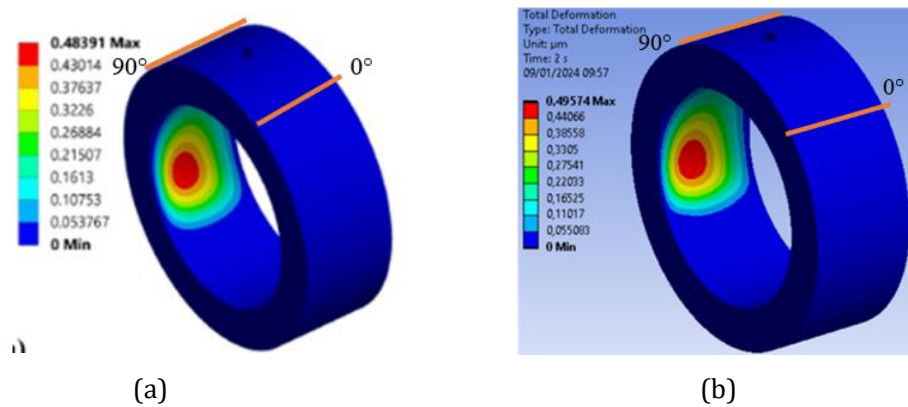 0.48391 Max
0.43014
0.37637
0.3226
0.26884
0.21507
0.1613
0.10753
0.053767
0 Min
90°
0°
(a)
Total Deformation
Type: Total Deformation
Unit: µm
Time: 2 s
09/01/2024 09:57
0,49574 Max
0,44066
0,38558
0,3305
0,27541
0,22033
0,16525
0,11017
0,055083
0 Min
90°
0°
(b)